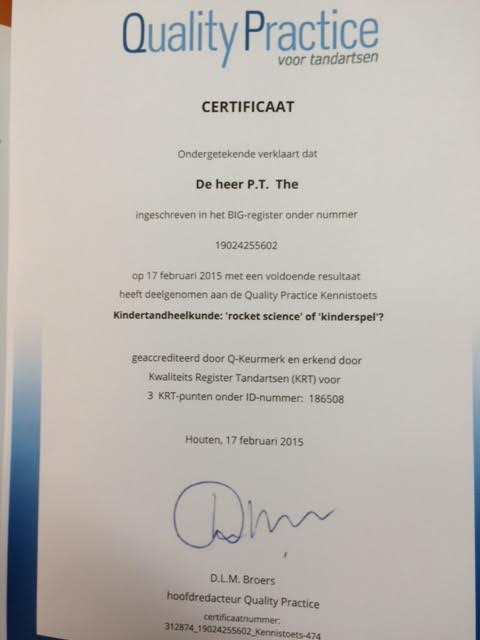 Quality Practice
voor tandartsen
CERTIFICAAT
Ondergetekende verklaart dat
De heer P.T. The
ingeschreven in het BIG-register onder nummer
19024255602
op 17 februari 2015 met een voldoende resultaat
heeft deelgenomen aan de Quality Practice Kennistoets
Kindertandheelkunde: 'rocket science' of 'kinderspel'?
geaccrediteerd door Q-Keurmerk en erkend door
Kwaliteits Register Tandartsen (KRT) voor
3 KRT-punten onder ID-nummer: 186508
Houten, 17 februari 2015
D.L.M. Broers
hoofdredacteur Quality Practice
certificaatnummer:
312874_19024255602_Kennistoets-474